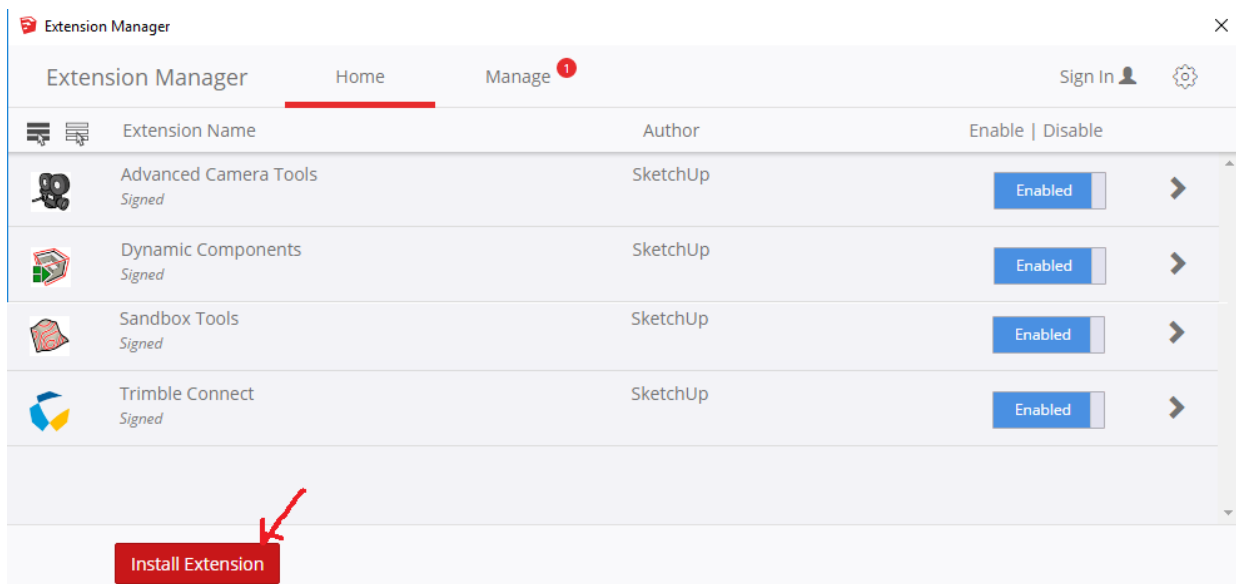 Extension Manager
Extension Manager Home Manage 1 Sign In
Extension Name Author Enable | Disable
Advanced Camera Tools SketchUp Enabled
Signed
Dynamic Components SketchUp Enabled
Signed
Sandbox Tools SketchUp Enabled
Signed
Trimble Connect SketchUp Enabled
Signed
Install Extension